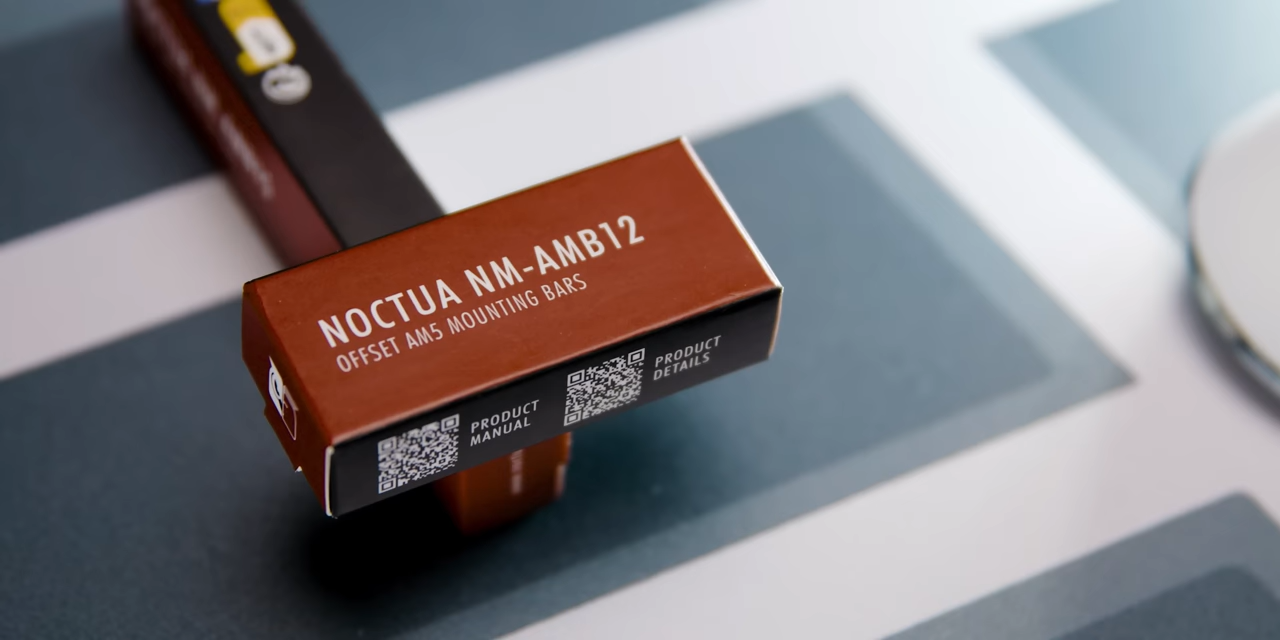 NOCTUA NM-AMB12
OFFSET AM5 MOUNTING BARS
PRODUCT
MANUAL
PRODUCT
DETAILS